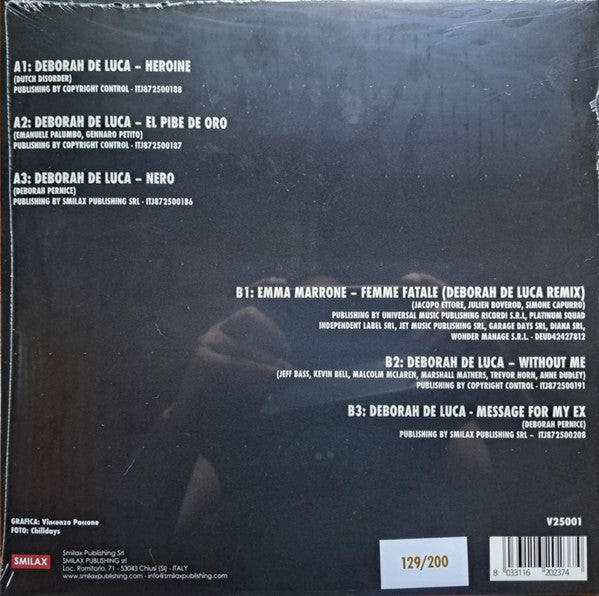 A1: DEBORAH DE LUCA – HEROINE
(DUTCH DISORDER)
PUBLISHING BY COPYRIGHT CONTROL - ITJ872500188
A2: DEBORAH DE LUCA – EL PIBE DE ORO
(EMANUELE PALUMBO, GENNARO PETITO)
PUBLISHING BY COPYRIGHT CONTROL - ITJ872500187
A3: DEBORAH DE LUCA – NERO
(DEBORAH PERNICE)
PUBLISHING BY SMILAX PUBLISHING SRL - ITJ872500186
B1: EMMA MARRONE – FEMME FATALE (DEBORAH DE LUCA REMIX)
(JACOPO ETTORE, JULIEN BOVEROD, SIMONE CAPURRO)
PUBLISHING BY UNIVERSAL MUSIC PUBLISHING RICORDI S.R.L, PLATINUM SQUAD
INDEPENDENT LABEL SRL, JET MUSIC PUBLISHING SRL, GARAGE DAYS SRL, DIANA SRL,
WONDER MANAGE S.R.L. - DEUD42427812
B2: DEBORAH DE LUCA – WITHOUT ME
(JEFF BASS, KEVIN BELL, MALCOLM MCLAREN, MARSHALL MATHERS, TREVOR HORN, ANNE DUDLEY)
PUBLISHING BY COPYRIGHT CONTROL - ITJ872500191
B3: DEBORAH DE LUCA - MESSAGE FOR MY EX
(DEBORAH PERNICE)
PUBLISHING BY SMILAX PUBLISHING SRL – ITJ872500208
GRAFICA: Vincenzo Paccone
FOTO: Chilldays
V25001
SMILAX
Smilax Publishing Srl
SMILAX PUBLISHING srl
Loc. Romitorio, 71 - 53043 Chiusi (SI) - ITALY
www.smilaxpublishing.com - info@smilaxpublishing.com
129/200
8 033116 202374